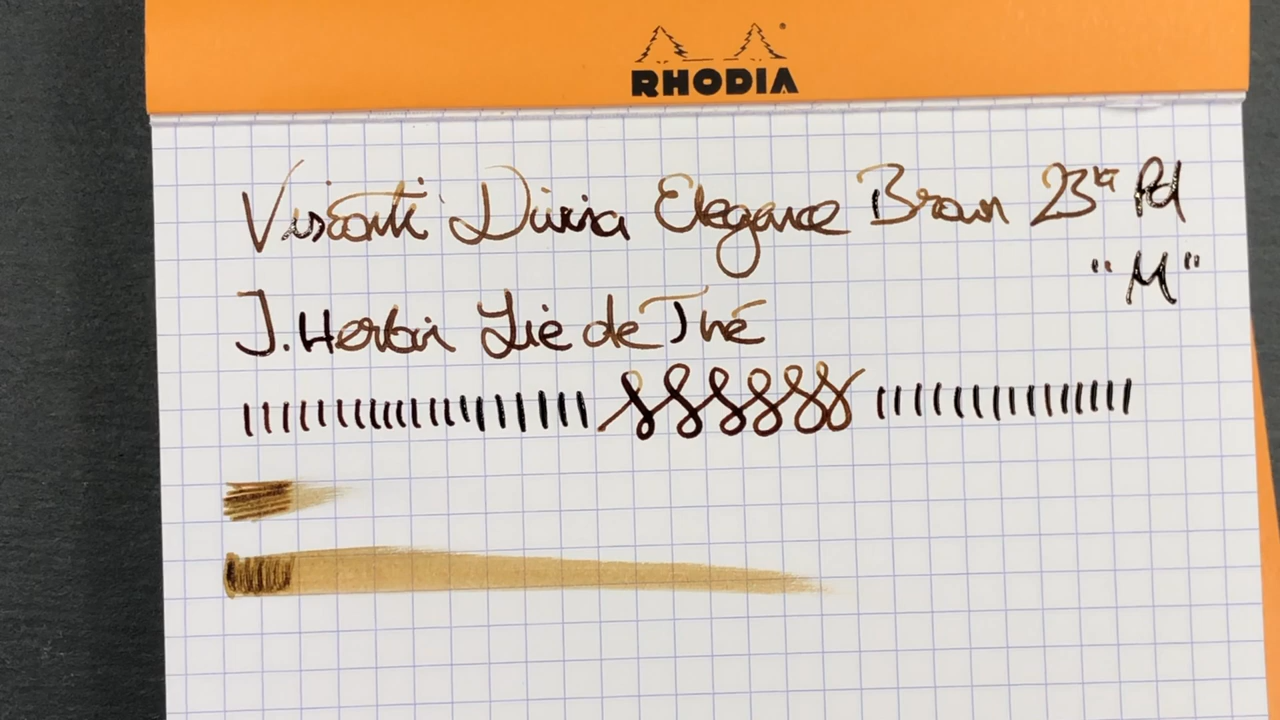 RHODIA
Visconti Divina Elegance Brown 23kt Pd
"M"
J. Herbin Lie de Thé